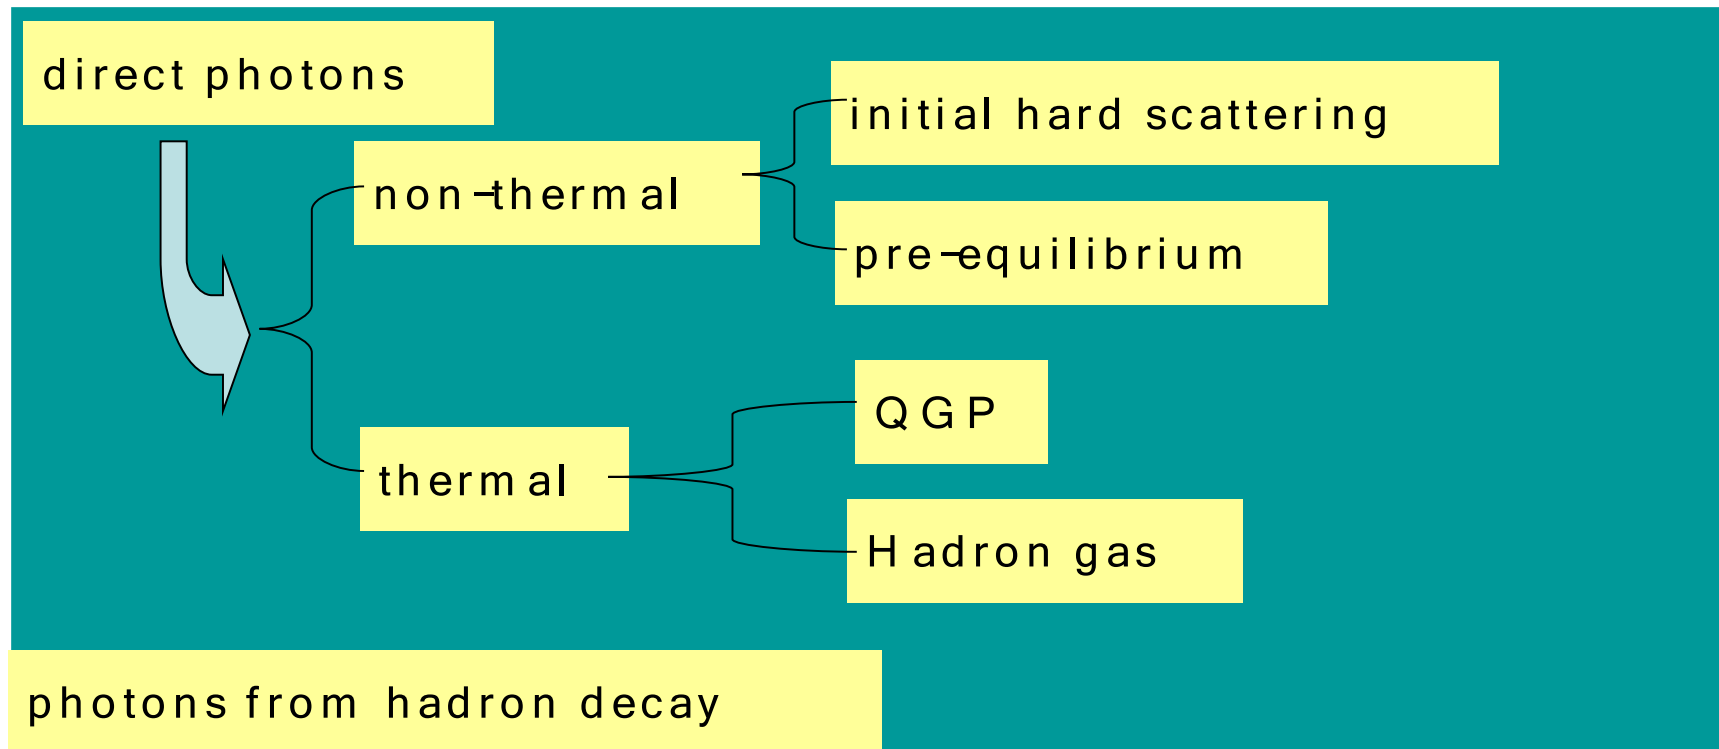 direct photons
initial hard scattering
non-thermal
pre-equilibrium
QGP
thermal
Hadron gas
photons from hadron decay